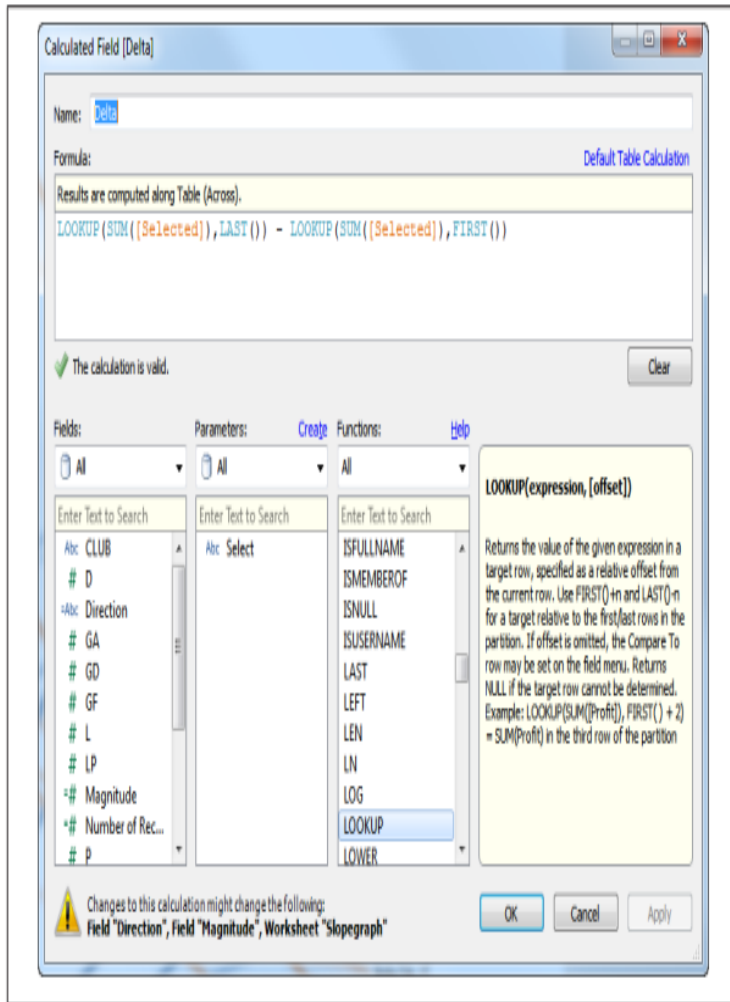 Calculated Field [Delta]
Name: Delta
Formula: Default Table Calculation
Results are computed along Table (Across).
LOOKUP(SUM([Selected]),LAST()) - LOOKUP(SUM([Selected]),FIRST())
The calculation is valid.
Clear
Fields:
All
Enter Text to Search
Abc CLUB
# D
=Abc Direction
# GA
# GD
# GF
# L
# LP
=# Magnitude
=# Number of Rec...
# P
Parameters: Create
All
Enter Text to Search
Abc Select
Functions: Help
All
Enter Text to Search
ISFULLNAME
ISMEMBEROF
ISNULL
ISUSERNAME
LAST
LEFT
LEN
LN
LOG
LOOKUP
LOWER
LOOKUP(expression, [offset])
Returns the value of the given expression in a
target row, specified as a relative offset from
the current row. Use FIRST()+n and LAST()-n
for a target relative to the first/last rows in the
partition. If offset is omitted, the Compare To
row may be set on the field menu. Returns
NULL if the target row cannot be determined.
Example: LOOKUP(SUM([Profit]), FIRST() + 2)
= SUM(Profit) in the third row of the partition
Changes to this calculation might change the following:
Field "Direction", Field "Magnitude", Worksheet "Slopegraph"
OK Cancel Apply